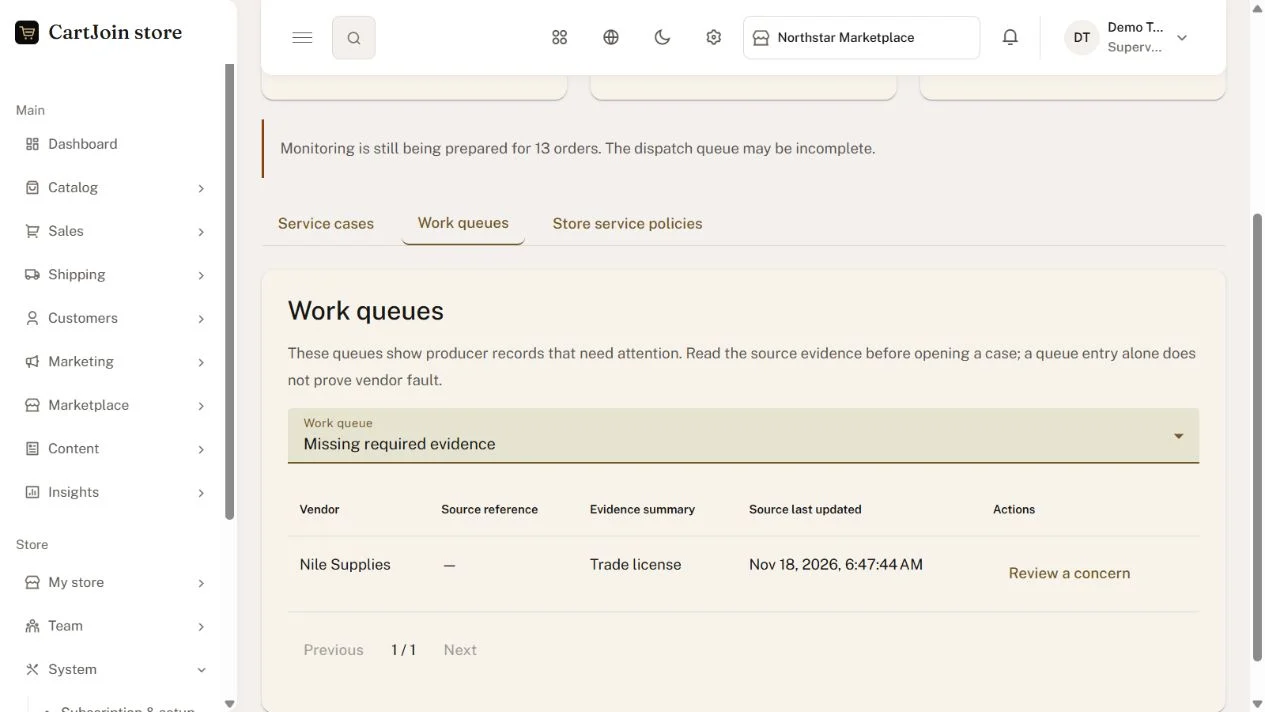 CartJoin store
Northstar Marketplace
DT
Demo T...
Superv...
Main
Dashboard
Catalog
Sales
Shipping
Customers
Marketing
Marketplace
Content
Insights
Store
My store
Team
System
Subscription & setup
Monitoring is still being prepared for 13 orders. The dispatch queue may be incomplete.
Service cases
Work queues
Store service policies
Work queues
These queues show producer records that need attention. Read the source evidence before opening a case; a queue entry alone does
not prove vendor fault.
Work queue
Missing required evidence
Vendor Source reference Evidence summary Source last updated Actions
Nile Supplies — Trade license Nov 18, 2026, 6:47:44 AM Review a concern
Previous 1 / 1 Next